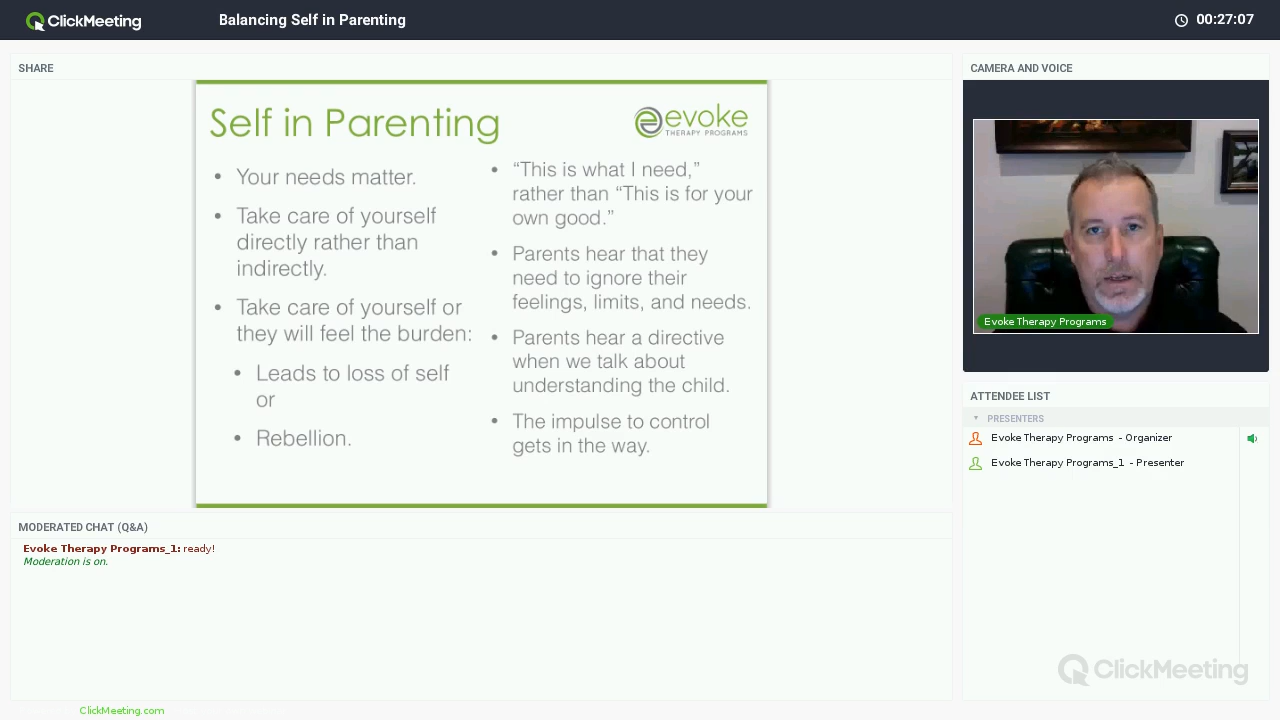 ClickMeeting
Balancing Self in Parenting
00:27:07
SHARE
Self in Parenting
evoke
THERAPY PROGRAMS
• Your needs matter.
• Take care of yourself
directly rather than
indirectly.
• Take care of yourself or
they will feel the burden:
• Leads to loss of self
or
• Rebellion.
• “This is what I need,”
rather than “This is for your
own good.”
• Parents hear that they
need to ignore their
feelings, limits, and needs.
• Parents hear a directive
when we talk about
understanding the child.
• The impulse to control
gets in the way.
CAMERA AND VOICE
Evoke Therapy Programs
ATTENDEE LIST
PRESENTERS
Evoke Therapy Programs - Organizer
Evoke Therapy Programs_1 - Presenter
MODERATED CHAT (Q&A)
Evoke Therapy Programs_1: ready!
Moderation is on.
ClickMeeting
ClickMeeting.com